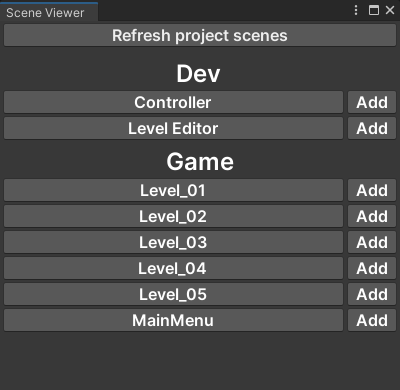 Scene Viewer
Refresh project scenes
Dev
Controller Add
Level Editor Add
Game
Level_01 Add
Level_02 Add
Level_03 Add
Level_04 Add
Level_05 Add
MainMenu Add